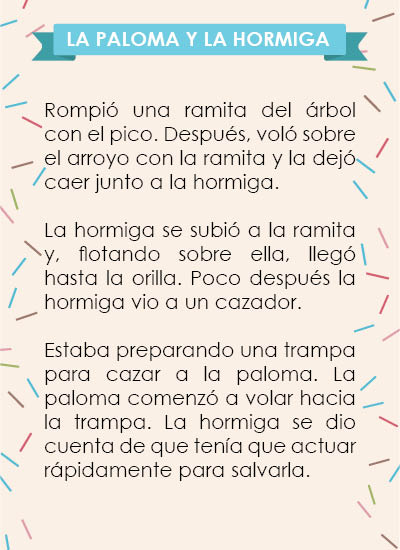 LA PALOMA Y LA HORMIGA
Rompió una ramita del árbol
con el pico. Después, voló sobre
el arroyo con la ramita y la dejó
caer junto a la hormiga.
La hormiga se subió a la ramita
y, flotando sobre ella, llegó
hasta la orilla. Poco después la
hormiga vio a un cazador.
Estaba preparando una trampa
para cazar a la paloma. La
paloma comenzó a volar hacia
la trampa. La hormiga se dio
cuenta de que tenía que actuar
rápidamente para salvarla.